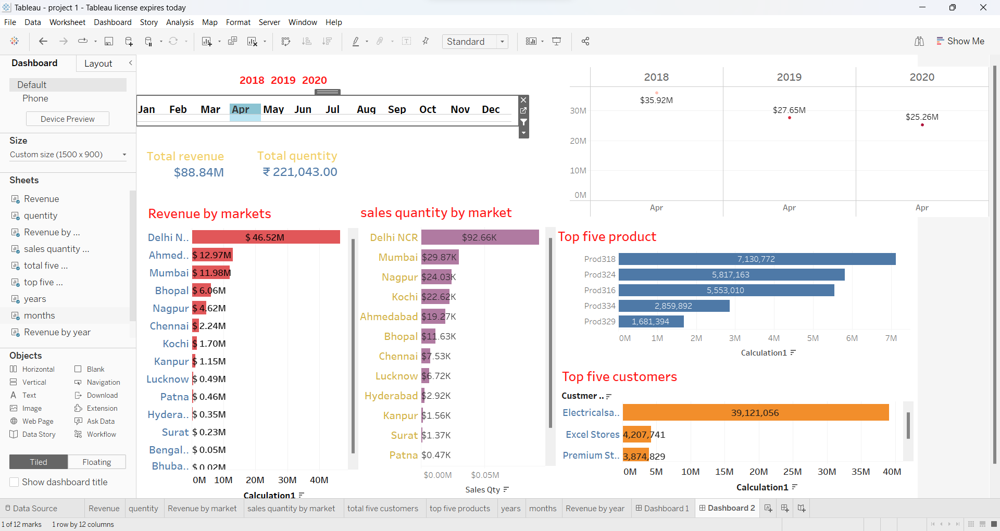 Tableau - project 1 - Tableau license expires today
File Data Worksheet Dashboard Story Analysis Map Format Server Window Help
Standard
Show Me
Dashboard Layout
Default
Phone
Device Preview
Size
Custom size (1500 x 900)
Sheets
Revenue
quentity
Revenue by ...
sales quantity ...
total five ...
top five ...
years
months
Revenue by year
Objects
Horizontal Blank
Vertical Navigation
Text Download
Image Extension
Web Page Ask Data
Data Story Workflow
Tiled Floating
Show dashboard title
2018 2019 2020
Jan Feb Mar Apr May Jun Jul Aug Sep Oct Nov Dec
Total revenue
$88.84M
Total quentity
₹ 221,043.00
2018 2019 2020
$35.92M
$27.65M
$25.26M
30M
20M
10M
0M
Apr Apr Apr
Revenue by markets
Delhi N.. $ 46.52M
Ahmed.. $ 12.97M
Mumbai $ 11.98M
Bhopal $ 6.06M
Nagpur $ 4.62M
Chennai $ 2.24M
Kochi $ 1.70M
Kanpur $ 1.15M
Lucknow $ 0.49M
Patna $ 0.46M
Hydera.. $ 0.35M
Surat $ 0.23M
Bengal.. $ 0.05M
Bhuba.. $ 0.02M
0M 10M 20M 30M 40M
Calculation1
sales quantity by market
Delhi NCR $92.66K
Mumbai $29.87K
Nagpur $24.03K
Kochi $22.62K
Ahmedabad $19.27K
Bhopal $11.63K
Chennai $7.53K
Lucknow $6.72K
Hyderabad $2.92K
Kanpur $1.56K
Surat $1.37K
Patna $0.47K
$0.00M $0.05M
Sales Qty
Top five product
Prod318 7,130,772
Prod324 5,817,163
Prod316 5,553,010
Prod334 2,859,892
Prod329 1,681,394
0M 1M 2M 3M 4M 5M 6M 7M
Calculation1
Top five customers
Custmer ..
Electricalsa.. 39,121,056
Excel Stores 4,207,741
Premium St.. 3,874,829
0M 5M 10M 15M 20M 25M 30M 35M 40M
Calculation1
Data Source Revenue quentity Revenue by market sales quantity by market total five customers top five products years months Revenue by year Dashboard 1 Dashboard 2
1 of 12 marks 1 row by 12 columns